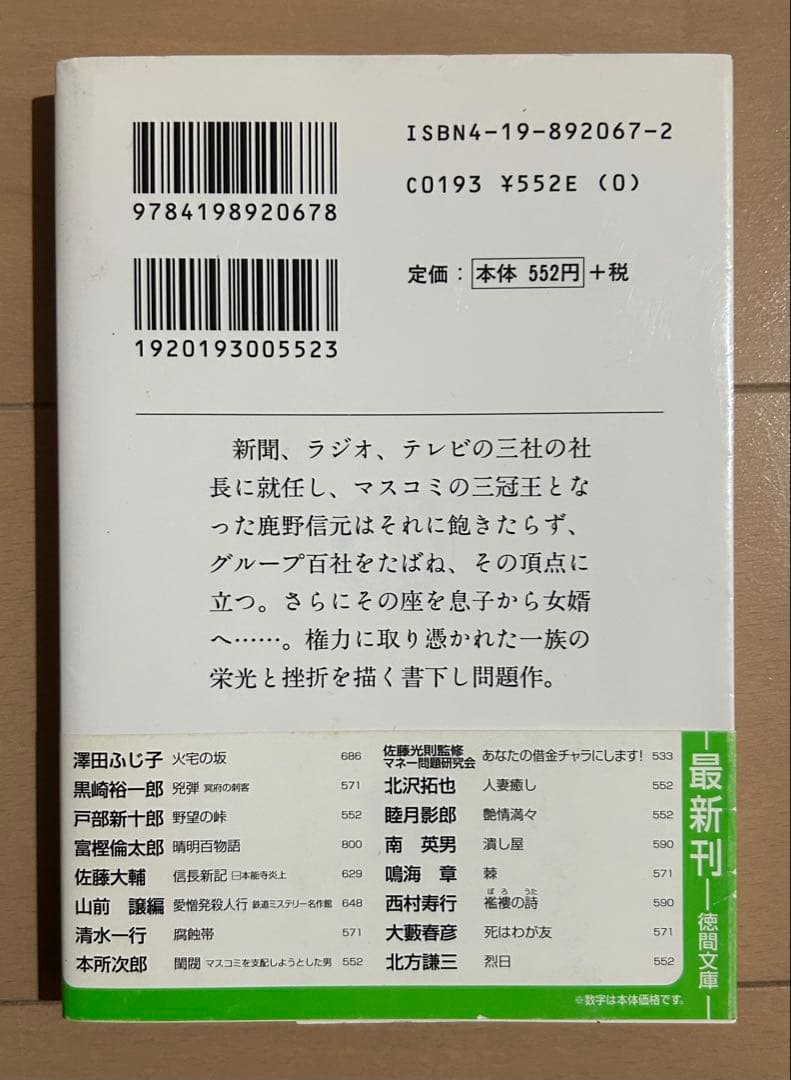 ISBN4-19-892067-2
C0193 ¥552E (0)
9784198920678
定価：本体 552円＋税
1920193005523
新聞、ラジオ、テレビの三社の社
長に就任し、マスコミの三冠王とな
った鹿野信元はそれに飽きたらず、
グループ百社をたばね、その頂点に
立つ。さらにその座を息子から女婿
へ……。権力に取り憑かれた一族の
栄光と挫折を描く書下し問題作。
澤田ふじ子 火宅の坂 686
黒崎裕一郎 兇弾 冥府の刺客 571
戸部新十郎 野望の峠 552
富樫倫太郎 晴明百物語 800
佐藤大輔 信長新記 日本能寺炎上 629
山前 譲編 愛憎発殺人行 鉄道ミステリー名作館 648
清水一行 腐蝕帯 571
本所次郎 閨閥 マスコミを支配しようとした男 552
佐藤光則監修
マネー問題研究会 あなたの借金チャラにします! 533
北沢拓也 人妻癒し 552
睦月影郎 艶情満々 552
南 英男 潰し屋 590
鳴海 章 棘 571
西村寿行 襤褸の詩 590
ぼろ うた
大藪春彦 死はわが友 571
北方謙三 烈日 552
最新刊
徳間文庫
※数字は本体価格です。